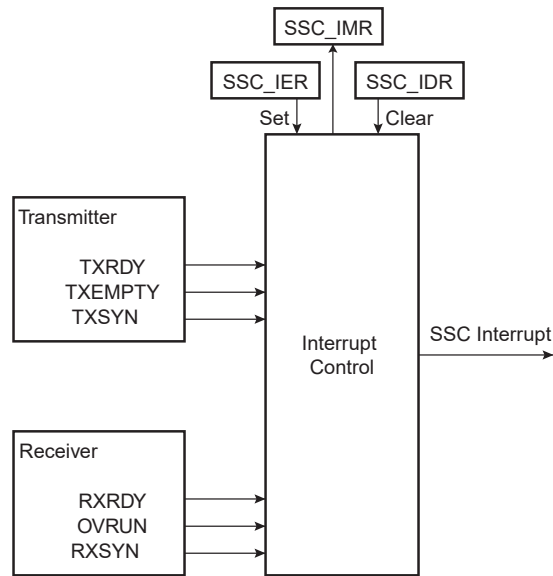 SSC_IMR
SSC_IER
SSC_IDR
Set
Clear
Transmitter
TXRDY
TXEMPTY
TXSYN
Interrupt
Control
SSC Interrupt
Receiver
RXRDY
OVRUN
RXSYN